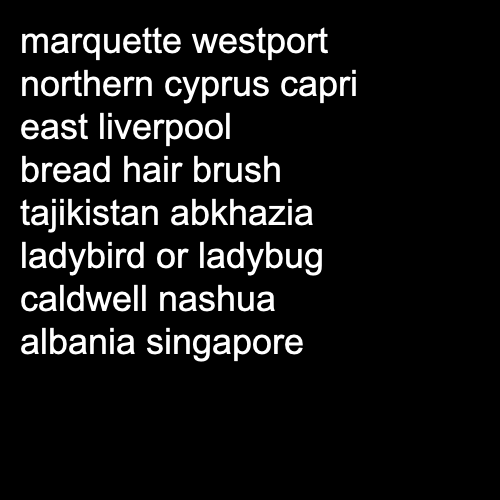 marquette westport
northern cyprus capri
east liverpool
bread hair brush
tajikistan abkhazia
ladybird or ladybug
caldwell nashua
albania singapore